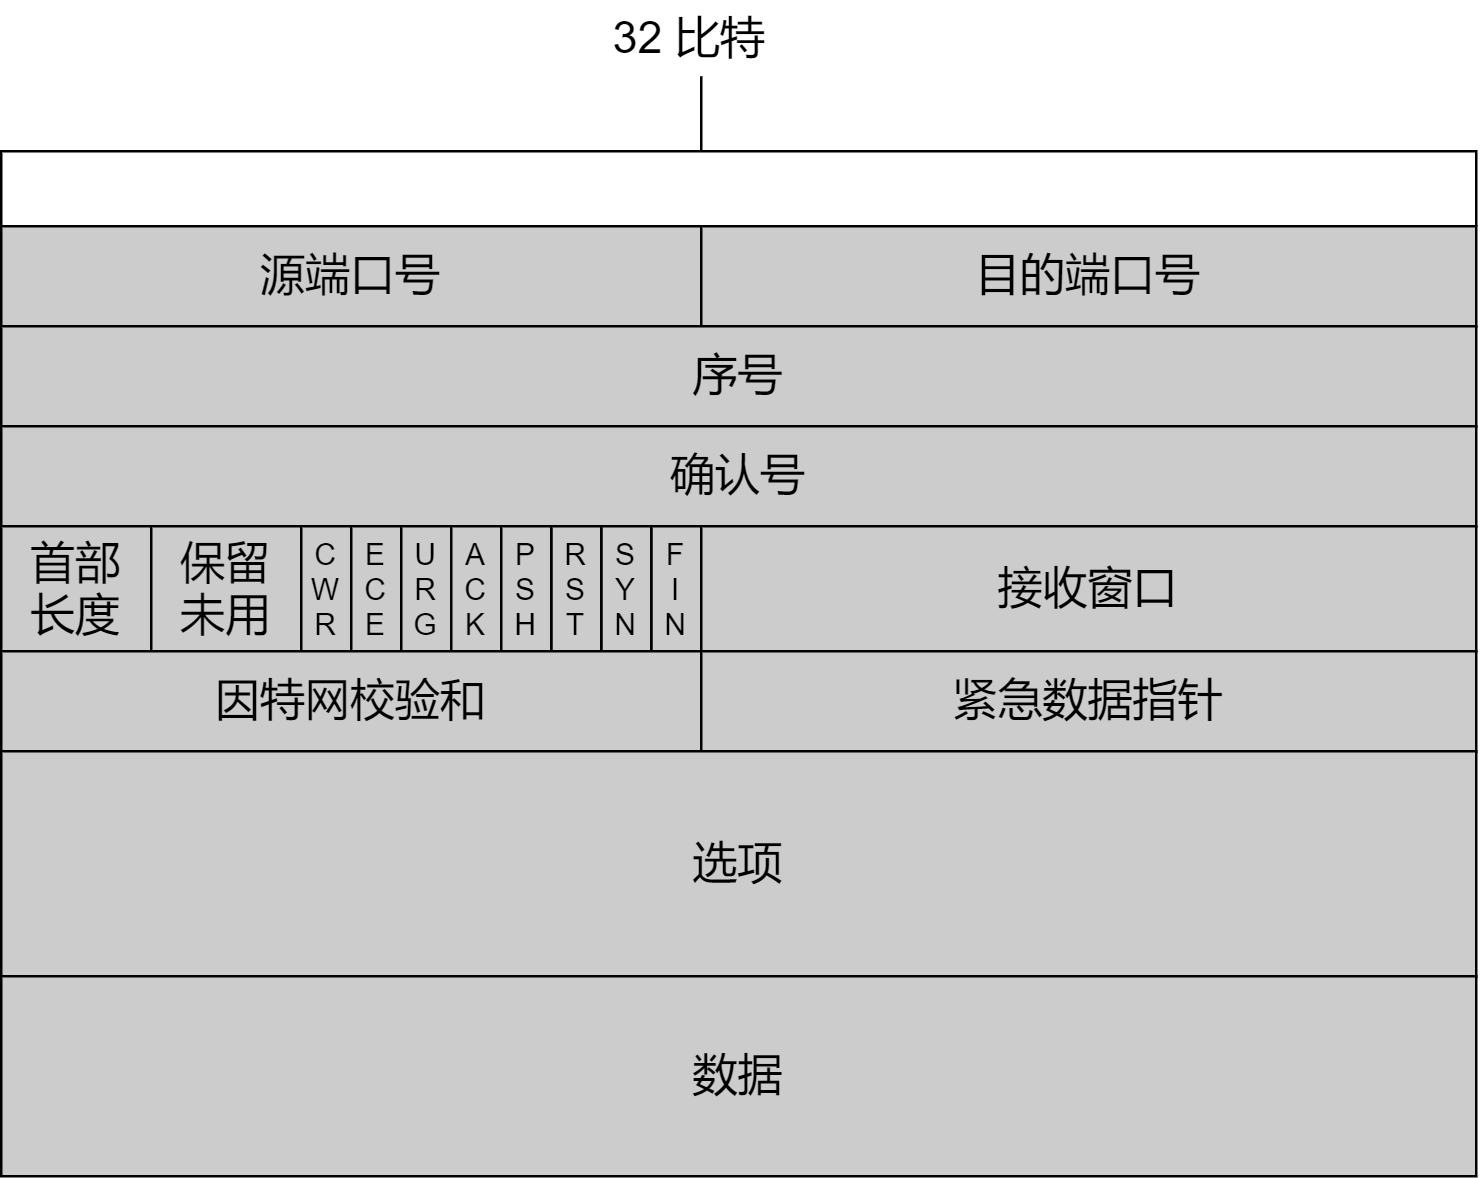 32 比特
源端口号 目的端口号
序号
确认号
首部
长度
保留
未用
CWR ECE URG ACK PSH RST SYN FIN
接收窗口
因特网校验和 紧急数据指针
选项
数据